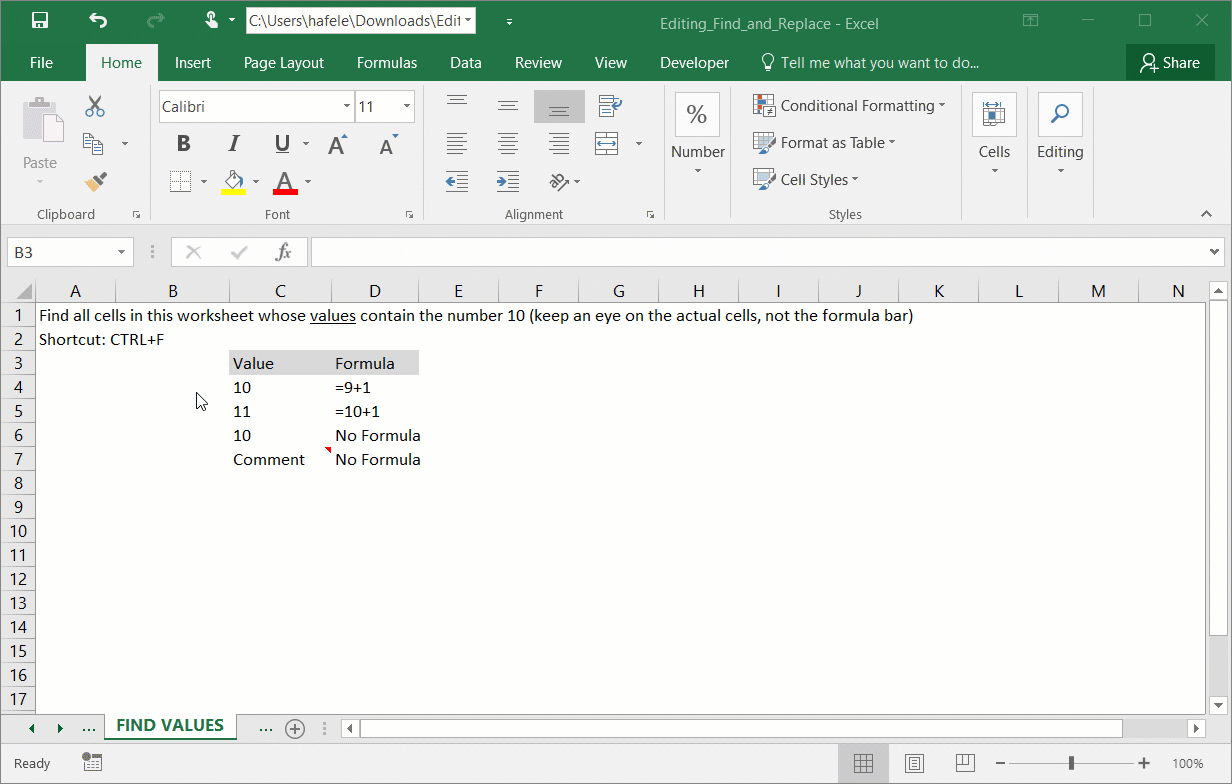 C:\Users\hafele\Downloads\Edit
Editing_Find_and_Replace - Excel
File Home Insert Page Layout Formulas Data Review View Developer Tell me what you want to do... Share
Calibri 11
Paste
B I U A A
A
Clipboard Font Alignment
% Number
Conditional Formatting
Format as Table
Cell Styles
Styles
Cells
Editing
B3 fx
A B C D E F G H I J K L M N
1 Find all cells in this worksheet whose values contain the number 10 (keep an eye on the actual cells, not the formula bar)
2 Shortcut: CTRL+F
3 Value Formula
4 10 =9+1
5 11 =10+1
6 10 No Formula
7 Comment No Formula
8
9
10
11
12
13
14
15
16
17
... FIND VALUES ...
Ready 100%